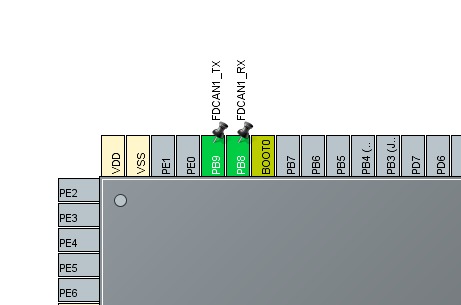 FDCAN1_TX
FDCAN1_RX
VDD
VSS
PE1
PE0
PB9
PB8
BOOT0
PB7
PB6
PB5
PB4 (..
PB3 (J..
PD7
PD6
PE2
PE3
PE4
PE5
PE6